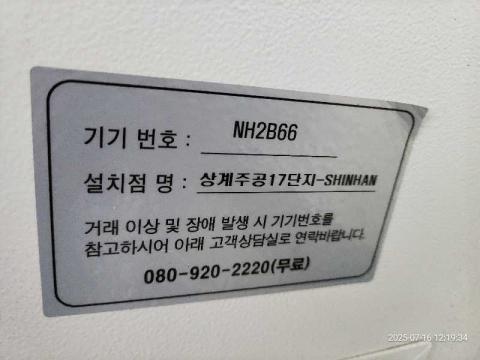 기기 번호 : NH2B66
설치점 명 : 상계주공17단지-SHINHAN
거래 이상 및 장애 발생 시 기기번호를
참고하시어 아래 고객상담실로 연락바랍니다.
080-920-2220(무료)
2025-07-16 12:19:34